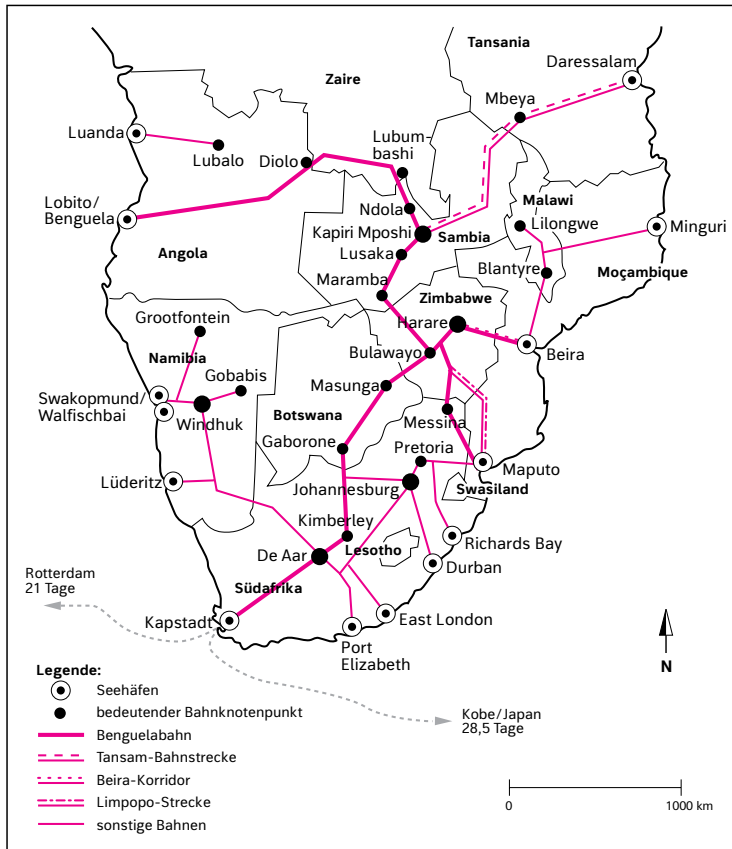 Tansania
Daressalam
Zaire
Mbeya
Luanda
Lubum
bashi
Lubalo
Diolo
Malawi
Ndola
Lobito/
Benguela
Lilongwe
Minguri
Kapiri Mposhi
Sambia
Lusaka
Angola
Blantyre
Moçambique
Maramba
Zimbabwe
Grootfontein
Harare
Namibia
Bulawayo
Beira
Gobabis
Masunga
Swakopmund/
Walfischbai
Botswana
Windhuk
Messina
Gaborone
Pretoria
Maputo
Lüderitz
Johannesburg
Swasiland
Kimberley
Richards Bay
De Aar
Lesotho
Durban
Rotterdam
21 Tage
Südafrika
Kapstadt
East London
Port
Elizabeth
N
Legende:
Seehäfen
bedeutender Bahnknotenpunkt
Kobe/Japan
28,5 Tage
Benguelabahn
Tansam-Bahnstrecke
Beira-Korridor
Limpopo-Strecke
sonstige Bahnen
0
1000 km